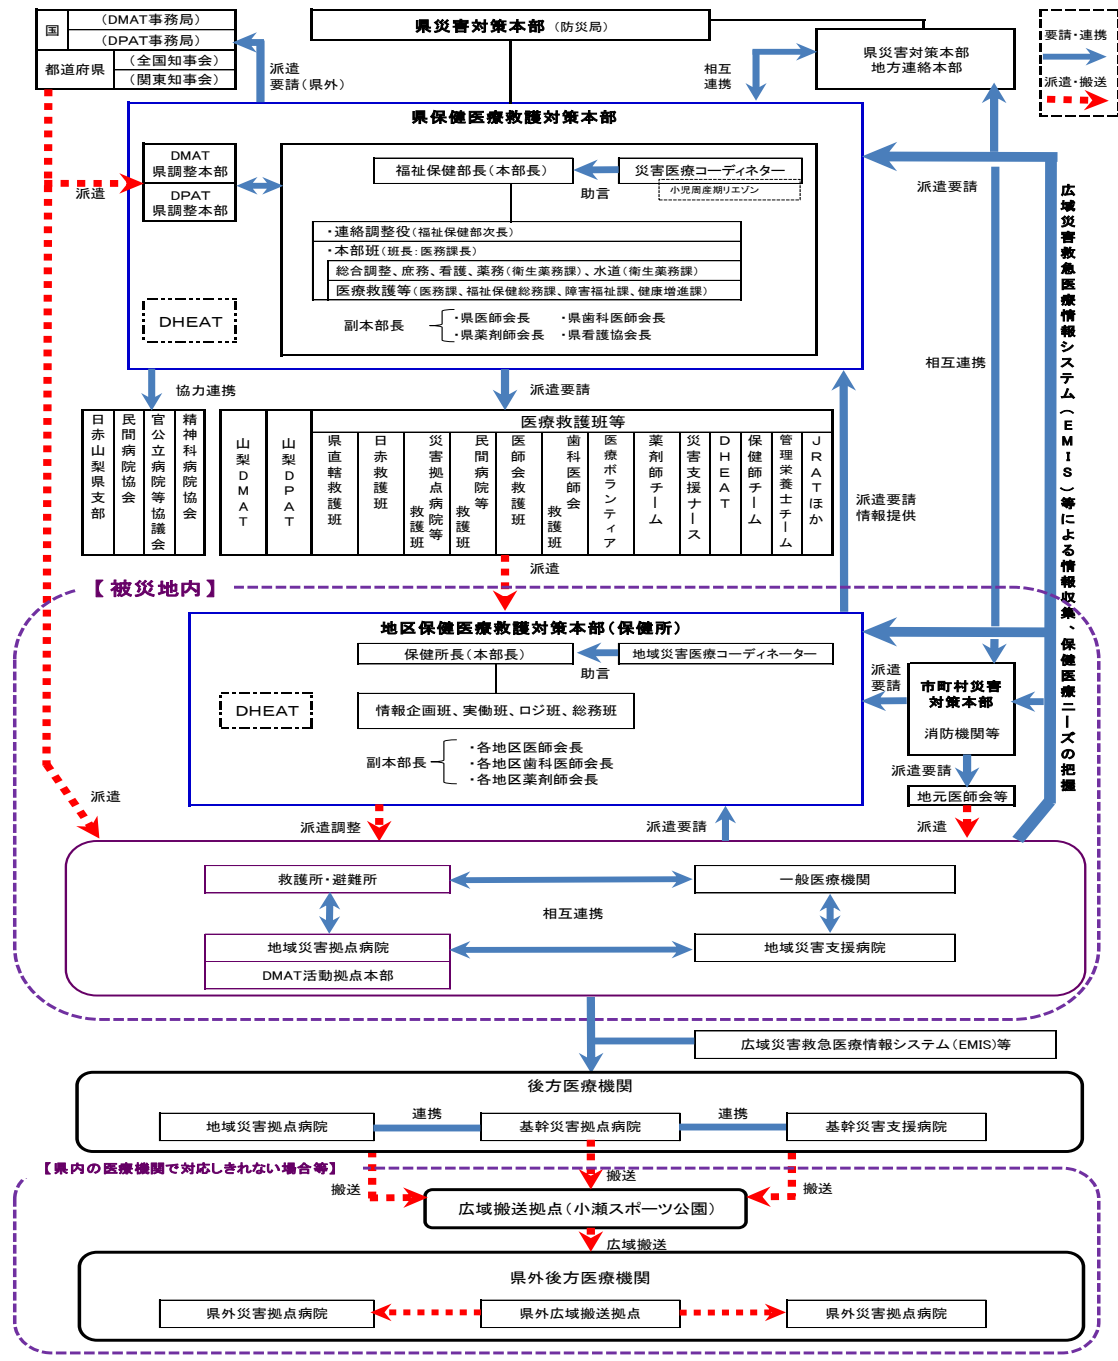 国
(DMAT事務局)
(DPAT事務局)
都道府県
(全国知事会)
(関東知事会)
県災害対策本部 (防災局)
県災害対策本部
地方連絡本部
要請・連携
派遣・搬送
派遣
要請(県外)
相互
連携
県保健医療救護対策本部
DMAT
県調整本部
DPAT
県調整本部
派遣
福祉保健部長(本部長)
助言
災害医療コーディネター
小児周産期リエゾン
・連絡調整役(福祉保健部次長)
・本部班(班長:医務課長)
総合調整、庶務、看護、薬務(衛生薬務課)、水道(衛生薬務課)
医療救護等(医務課、福祉保健総務課、障害福祉課、健康増進課)
副本部長
・県医師会長 ・県歯科医師会長
・県薬剤師会長 ・県看護協会長
DHEAT
派遣要請
広域災害救急医療情報システム(EMIS)等による情報収集、保健医療ニーズの把握
相互連携
協力連携
派遣要請
日赤山梨県支部
民間病院協会
官公立病院等協議会
精神科病院協会
山梨DMAT
山梨DPAT
医療救護班等
県直轄救護班
日赤救護班
災害拠点病院等
救護班
民間病院等
救護班
医師会救護班
歯科医師会
救護班
医療ボランティア
薬剤師チーム
災害支援ナース
DHEAT
保健師チーム
管理栄養士チーム
JRATほか
派遣要請
情報提供
派遣
【 被災地内】
地区保健医療救護対策本部(保健所)
保健所長(本部長)
助言
地域災害医療コーディネーター
DHEAT
情報企画班、実働班、ロジ班、総務班
副本部長
・各地区医師会長
・各地区歯科医師会長
・各地区薬剤師会長
派遣
要請
市町村災害
対策本部
消防機関等
派遣要請
地元医師会等
派遣
派遣
派遣調整
派遣要請
救護所・避難所
一般医療機関
相互連携
地域災害拠点病院
DMAT活動拠点本部
地域災害支援病院
広域災害救急医療情報システム(EMIS)等
後方医療機関
地域災害拠点病院
連携
基幹災害拠点病院
連携
基幹災害支援病院
【県内の医療機関で対応しきれない場合等】
搬送
搬送
搬送
広域搬送拠点(小瀬スポーツ公園)
広域搬送
県外後方医療機関
県外災害拠点病院
県外広域搬送拠点
県外災害拠点病院